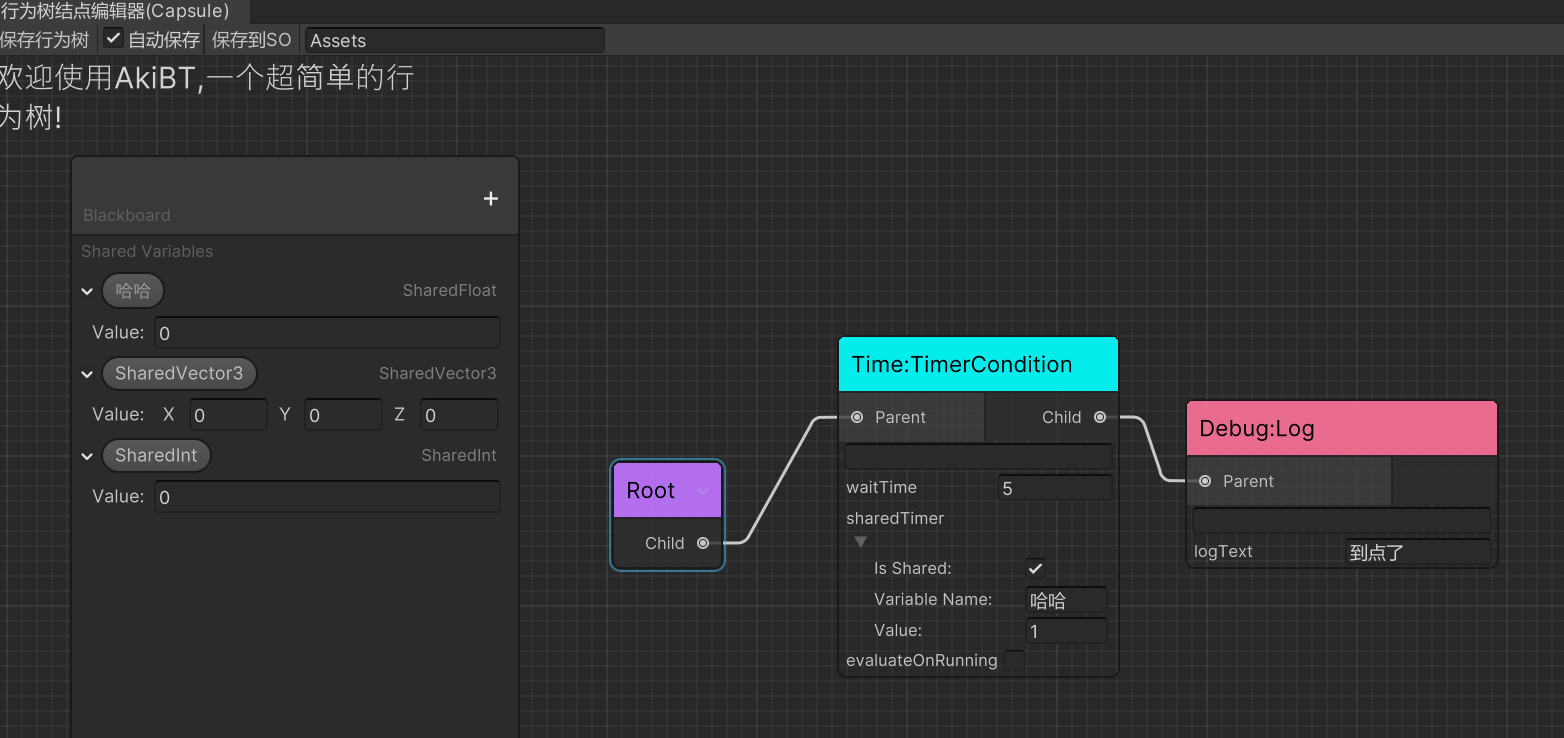 行为树结点编辑器(Capsule)
保存行为树 自动保存 保存到SO Assets
欢迎使用AkiBT,一个超简单的行
为树!
Blackboard
Shared Variables
哈哈 SharedFloat
Value: 0
SharedVector3 SharedVector3
Value: X 0 Y 0 Z 0
SharedInt SharedInt
Value: 0
Root
Child
Time:TimerCondition
Parent Child
waitTime 5
sharedTimer
Is Shared:
Variable Name: 哈哈
Value: 1
evaluateOnRunning
Debug:Log
Parent
logText 到点了